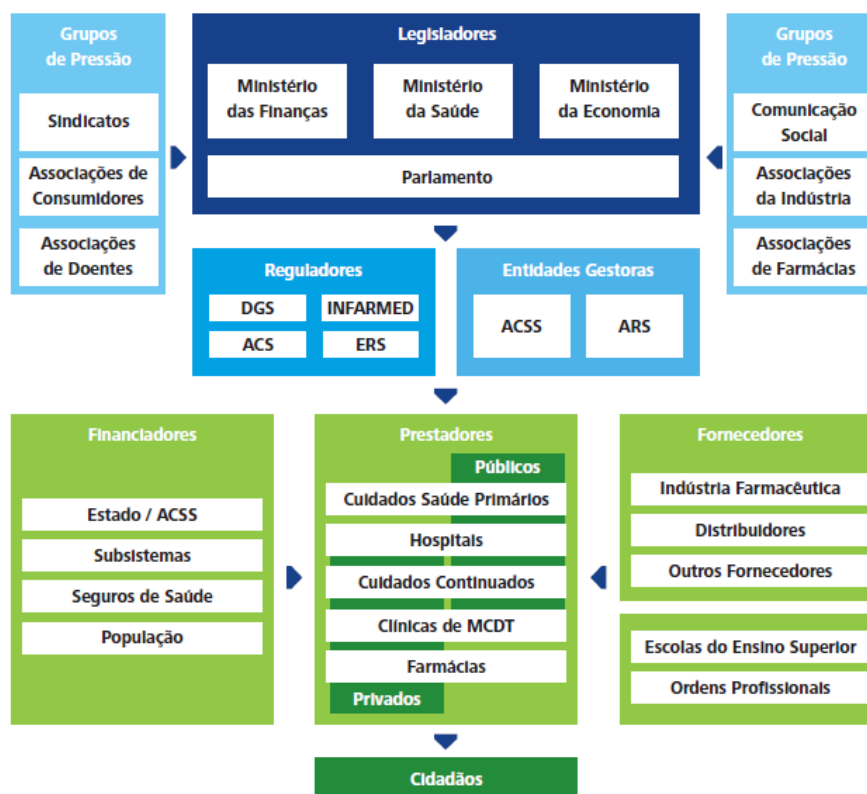 Grupos
de Pressão
Sindicatos
Associações de
Consumidores
Associações
de Doentes
Legisladores
Ministério
das Finanças
Ministério
da Saúde
Ministério
da Economia
Parlamento
Grupos
de Pressão
Comunicação
Social
Associações
da Indústria
Associações
de Farmácias
Reguladores
DGS
INFARMED
ACS
ERS
Entidades Gestoras
ACSS
ARS
Financiadores
Estado / ACSS
Subsistemas
Seguros de Saúde
População
Prestadores
Públicos
Cuidados Saúde Primários
Hospitais
Cuidados Continuados
Clínicas de MCDT
Farmácias
Privados
Fornecedores
Indústria Farmacêutica
Distribuidores
Outros Fornecedores
Escolas do Ensino Superior
Ordens Profissionais
Cidadãos